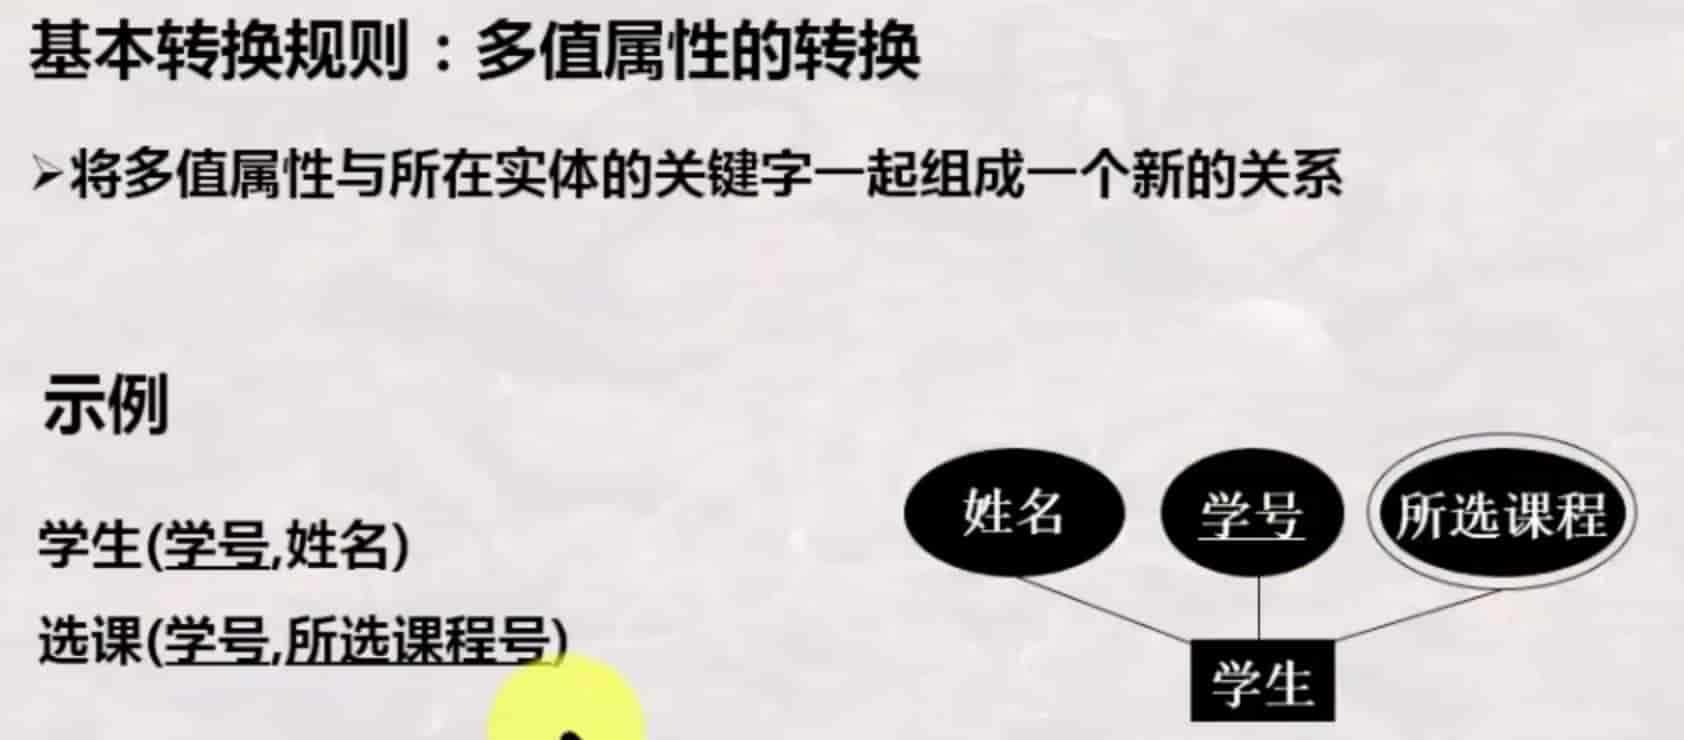 基本转换规则：多值属性的转换
➢将多值属性与所在实体的关键字一起组成一个新的关系
示例
学生(学号,姓名)
选课(学号,所选课程号)
姓名
学号
所选课程
学生